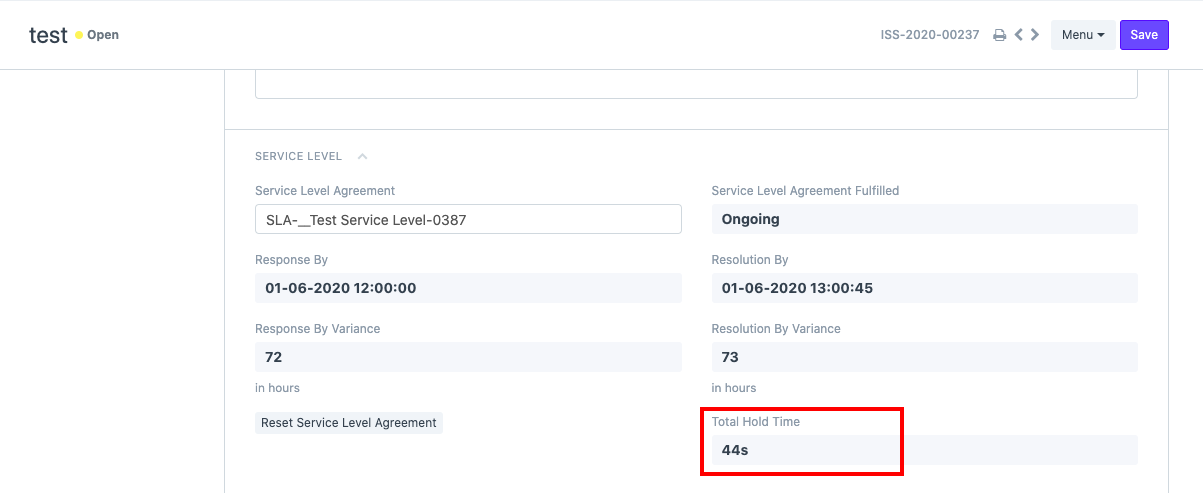 test Open ISS-2020-00237 Menu Save
SERVICE LEVEL
Service Level Agreement Service Level Agreement Fulfilled
SLA-__Test Service Level-0387 Ongoing
Response By Resolution By
01-06-2020 12:00:00 01-06-2020 13:00:45
Response By Variance Resolution By Variance
72 73
in hours in hours
Reset Service Level Agreement Total Hold Time
44s